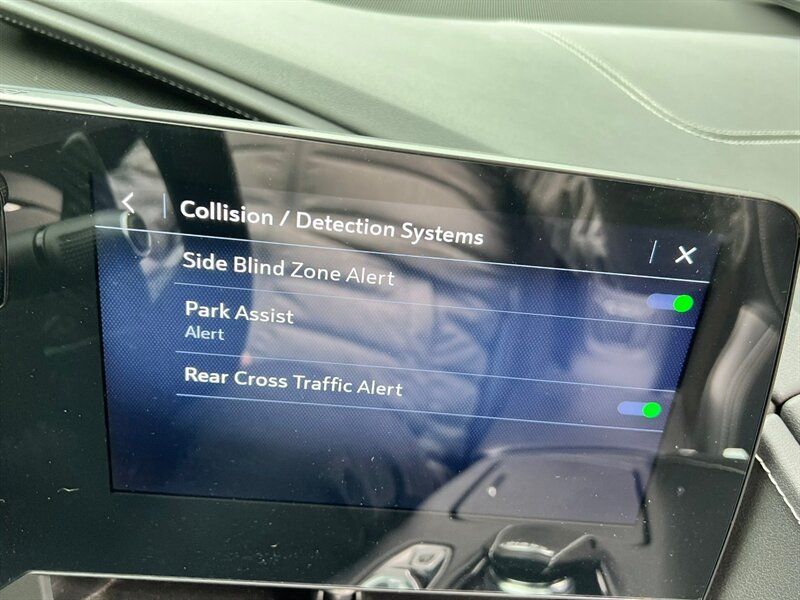 Collision / Detection Systems
Side Blind Zone Alert
Park Assist
Alert
Rear Cross Traffic Alert